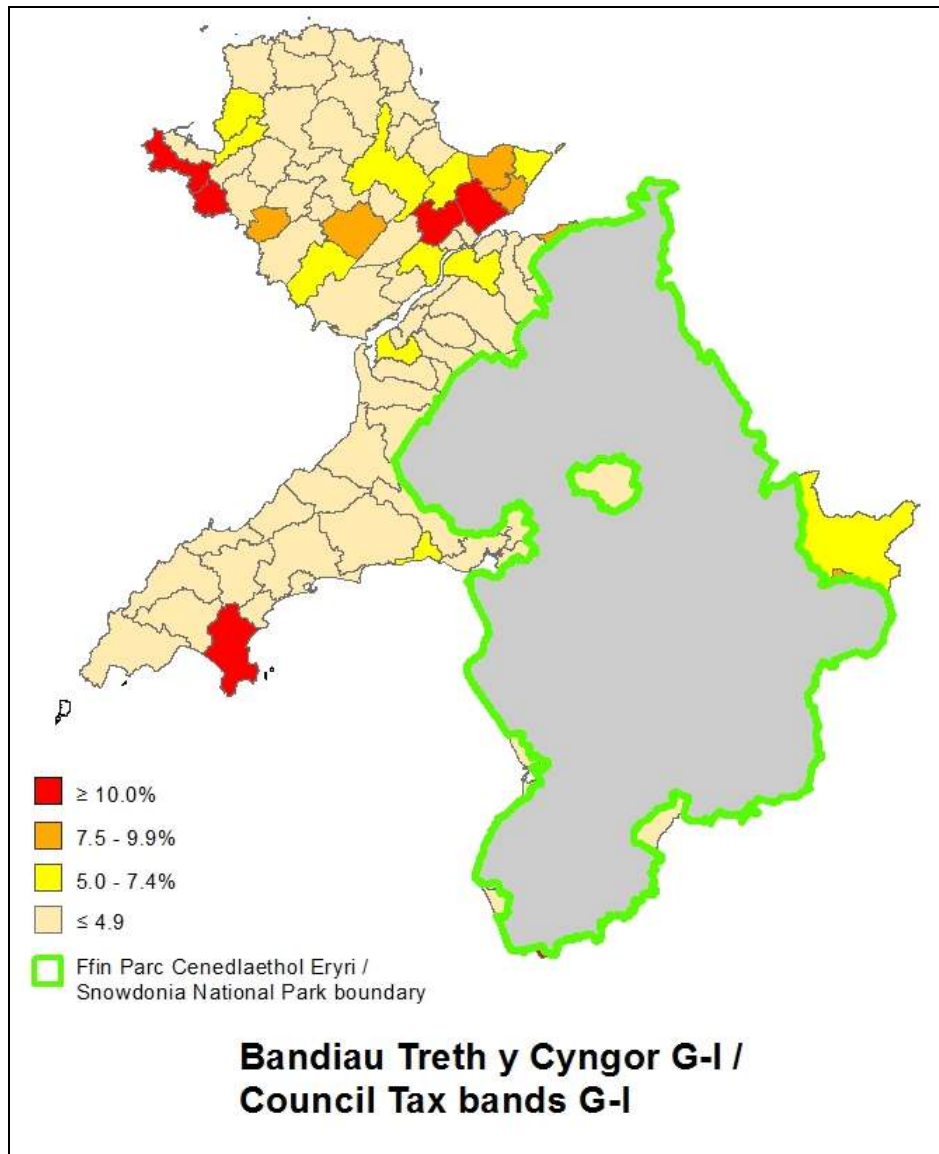 ≥ 10.0%
7.5 - 9.9%
5.0 - 7.4%
≤ 4.9
Ffin Parc Cenedlaethol Eryri /
Snowdonia National Park boundary
Bandiau Treth y Cyngor G-I /
Council Tax bands G-I